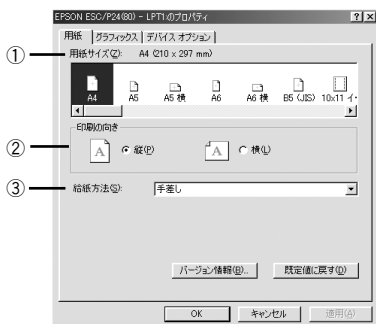 EPSON ESC/P24(80) - LPT1:のプロパティ
用紙 グラフィックス デバイス オプション
① 用紙サイズ(Z): A4 (210 x 297 mm)
A4 A5 A5 横 A6 A6 横 B5 (JIS) 10x11 イ
印刷の向き
② A 縦(P) A 横(L)
③ 給紙方法(S): 手差し
バージョン情報(B)... 既定値に戻す(D)
OK キャンセル 適用(A)